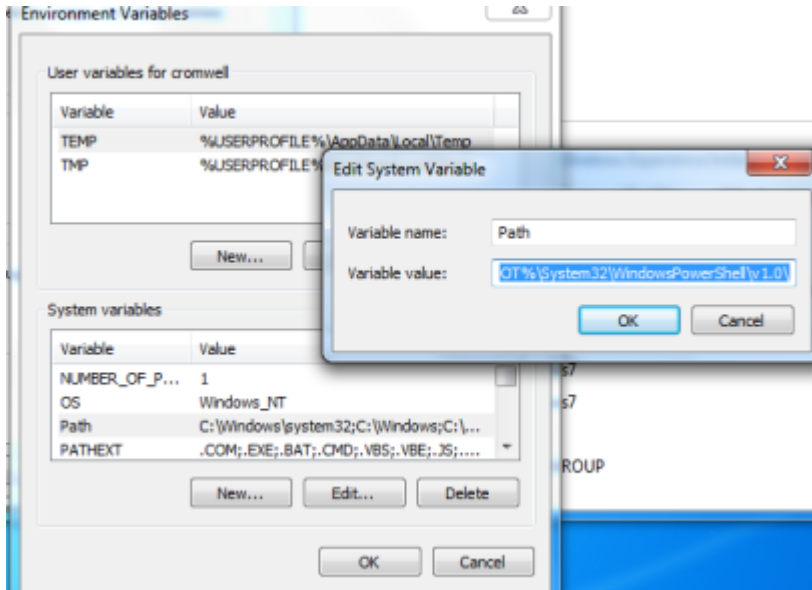 Environment Variables
User variables for cromwell
Variable Value
TEMP %USERPROFILE%\AppData\Local\Temp
TMP %USERPROFILE%
New...
Edit System Variable
Variable name: Path
Variable value: OT%\System32\WindowsPowerShell\v1.0\
OK Cancel
System variables
Variable Value
NUMBER_OF_P... 1
OS Windows_NT
Path C:\Windows\system32;C:\Windows;C:\...
PATHEXT .COM;.EXE;.BAT;.CMD;.VBS;.VBE;.JS;....
New... Edit... Delete
OK Cancel
s7
s7
ROUP